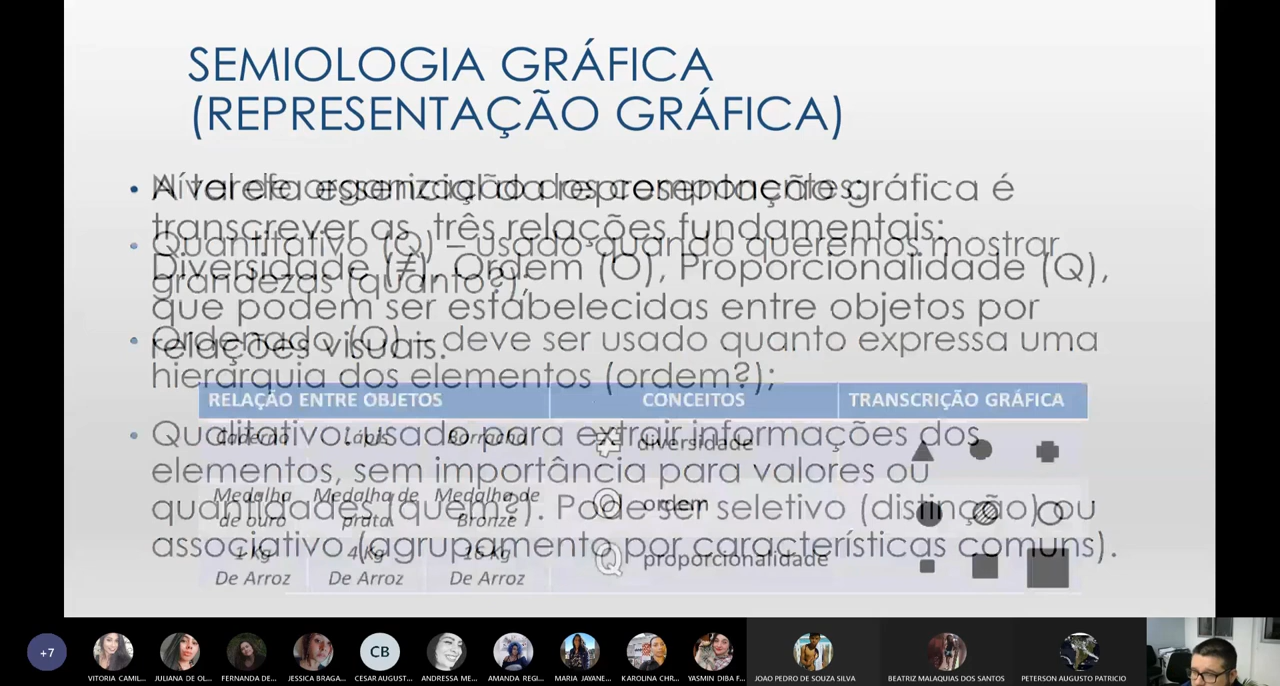 SEMIOLOGIA GRÁFICA
(REPRESENTAÇÃO GRÁFICA)
• A tarefa essencial da representação gráfica é
transcrever as três relações fundamentais:
Diversidade (≠), Ordem (O), Proporcionalidade (Q),
que podem ser estabelecidas entre objetos por
relações visuais.
Nível de organização dos componentes:
• Quantitativo (Q) – usado quando queremos mostrar
grandezas (quanto?);
• Ordenado (O) – deve ser usado quanto expressa uma
hierarquia dos elementos (ordem?);
• Qualitativo: usado para extrair informações dos
elementos, sem importância para valores ou
quantidades (quem?). Pode ser seletivo (distinção) ou
associativo (agrupamento por características comuns).
RELAÇÃO ENTRE OBJETOS CONCEITOS TRANSCRIÇÃO GRÁFICA
Caderno Lápis Borracha ≠ diversidade
Medalha de ouro Medalha de prata Medalha de Bronze O ordem
1 Kg De Arroz 4 Kg De Arroz 16 Kg De Arroz Q proporcionalidade
+7
CB
VITORIA CAMIL... JULIANA DE OL... FERNANDA DE... JESSICA BRAGA... CESAR AUGUST... ANDRESSA ME... AMANDA REGI... MARIA JAYANE... KAROLINA CHR... YASMIN DIBA F... JOAO PEDRO DE SOUZA SILVA BEATRIZ MALAQUIAS DOS SANTOS PETERSON AUGUSTO PATRICIO